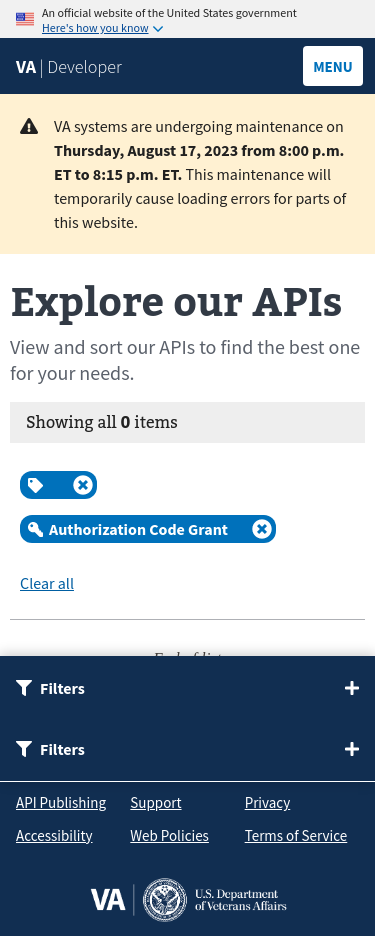 An official website of the United States government
Here's how you know
VA | Developer
MENU
VA systems are undergoing maintenance on
Thursday, August 17, 2023 from 8:00 p.m.
ET to 8:15 p.m. ET. This maintenance will
temporarily cause loading errors for parts of
this website.
Explore our APIs
View and sort our APIs to find the best one
for your needs.
Showing all 0 items
Authorization Code Grant
Clear all
End of list
Filters
Filters
API Publishing Support Privacy
Accessibility Web Policies Terms of Service
VA
U.S. Department
of Veterans Affairs